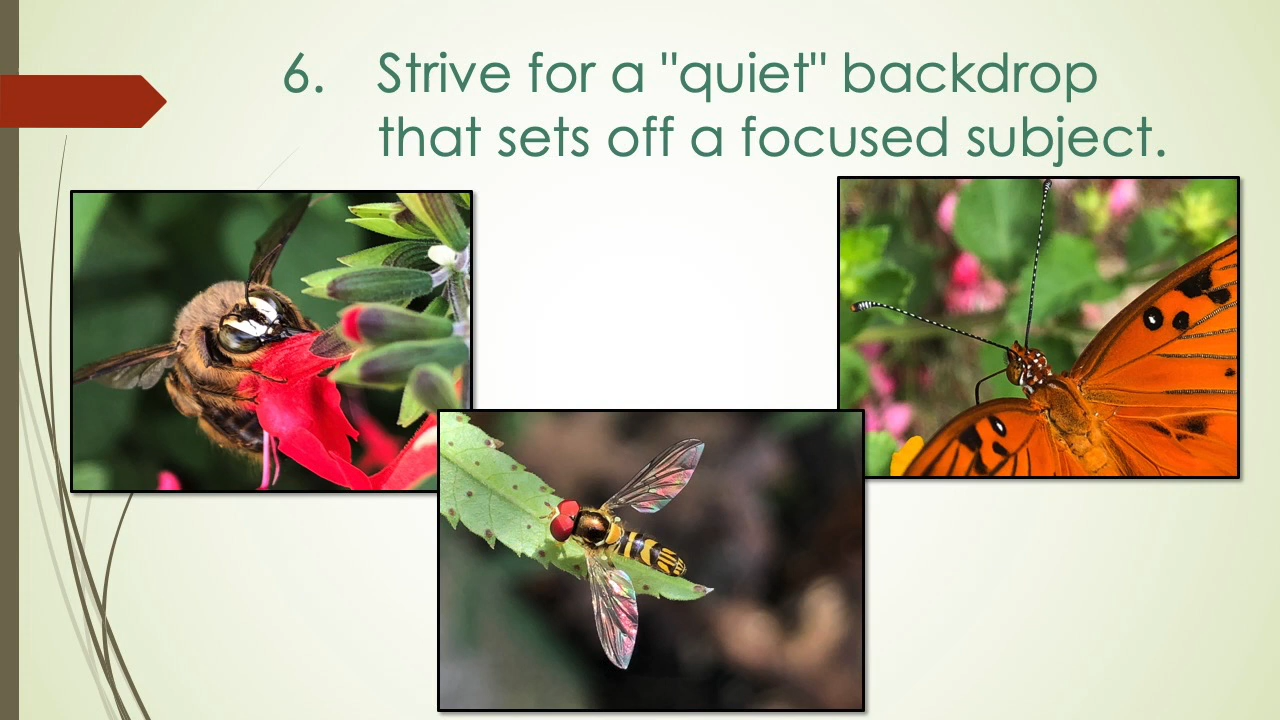 6. Strive for a "quiet" backdrop
that sets off a focused subject.